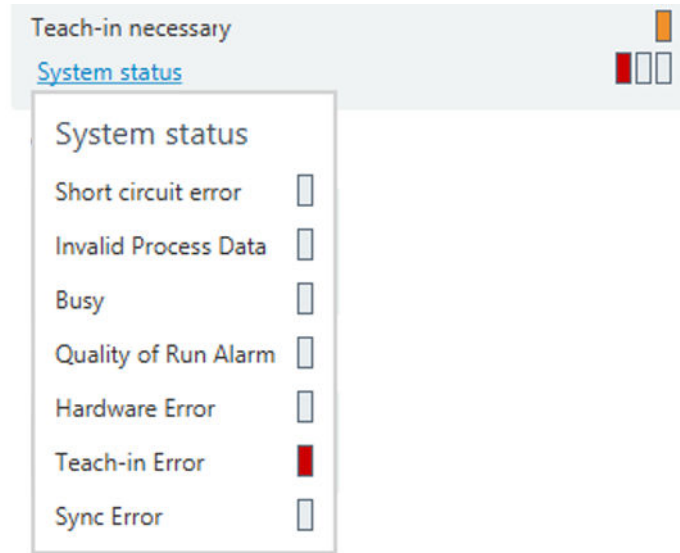 Teach-in necessary
System status
System status
Short circuit error
Invalid Process Data
Busy
Quality of Run Alarm
Hardware Error
Teach-in Error
Sync Error